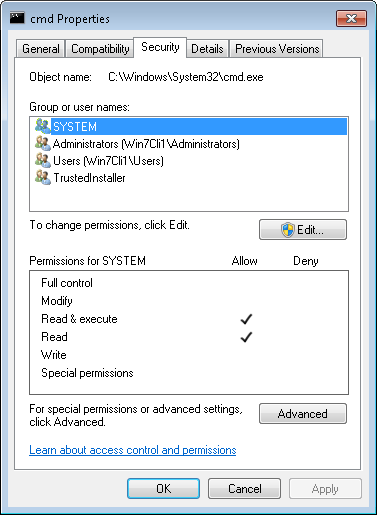 cmd Properties
General Compatibility Security Details Previous Versions
Object name: C:\Windows\System32\cmd.exe
Group or user names:
SYSTEM
Administrators (Win7Cli1\Administrators)
Users (Win7Cli1\Users)
TrustedInstaller
To change permissions, click Edit. Edit...
Permissions for SYSTEM Allow Deny
Full control
Modify
Read & execute
Read
Write
Special permissions
For special permissions or advanced settings,
click Advanced. Advanced
Learn about access control and permissions
OK Cancel Apply